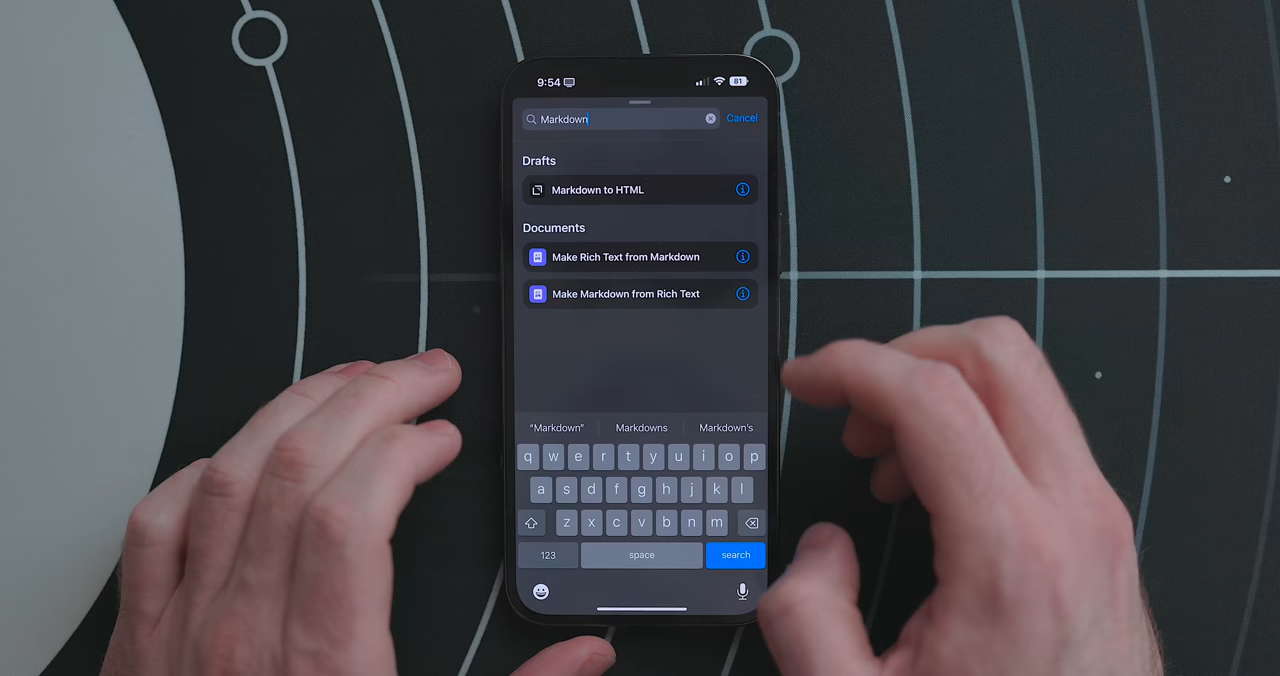 9:54 81
Markdown Cancel
Drafts
Markdown to HTML
Documents
Make Rich Text from Markdown
Make Markdown from Rich Text
“Markdown” Markdowns Markdown's
q w e r t y u i o p
a s d f g h j k l
z x c v b n m
123 space search